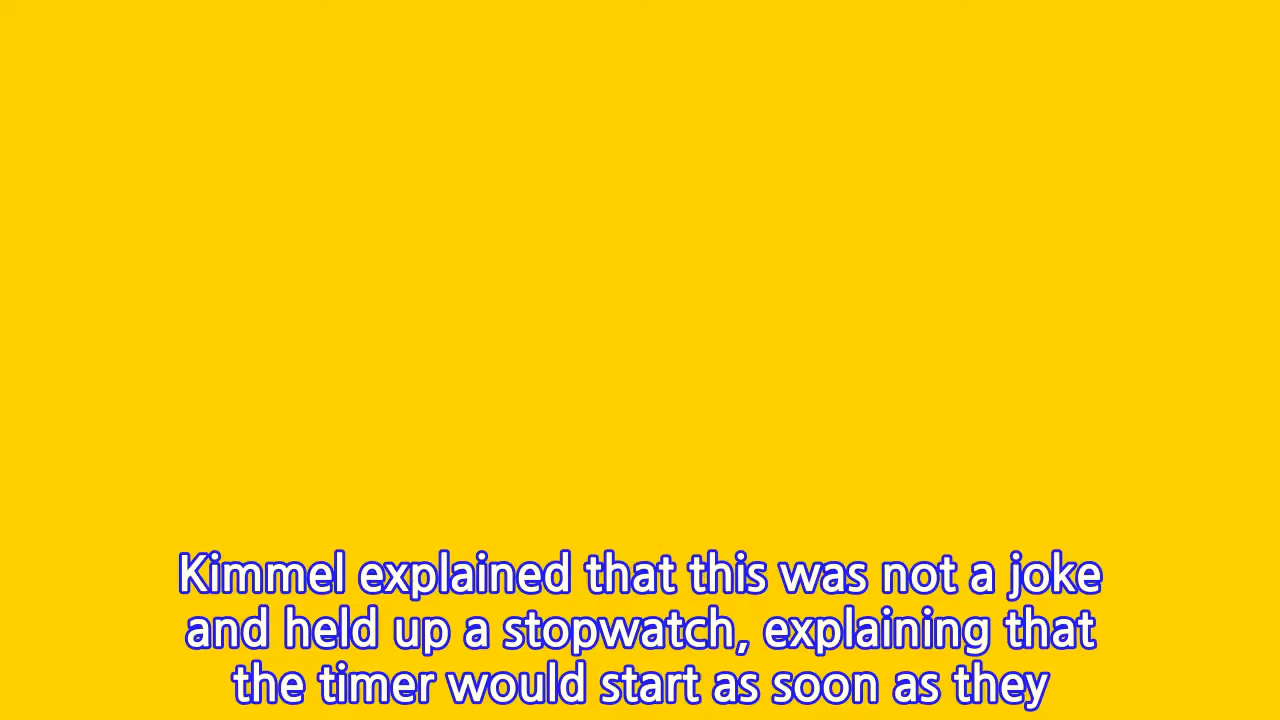 Kimmel explained that this was not a joke
and held up a stopwatch, explaining that
the timer would start as soon as they